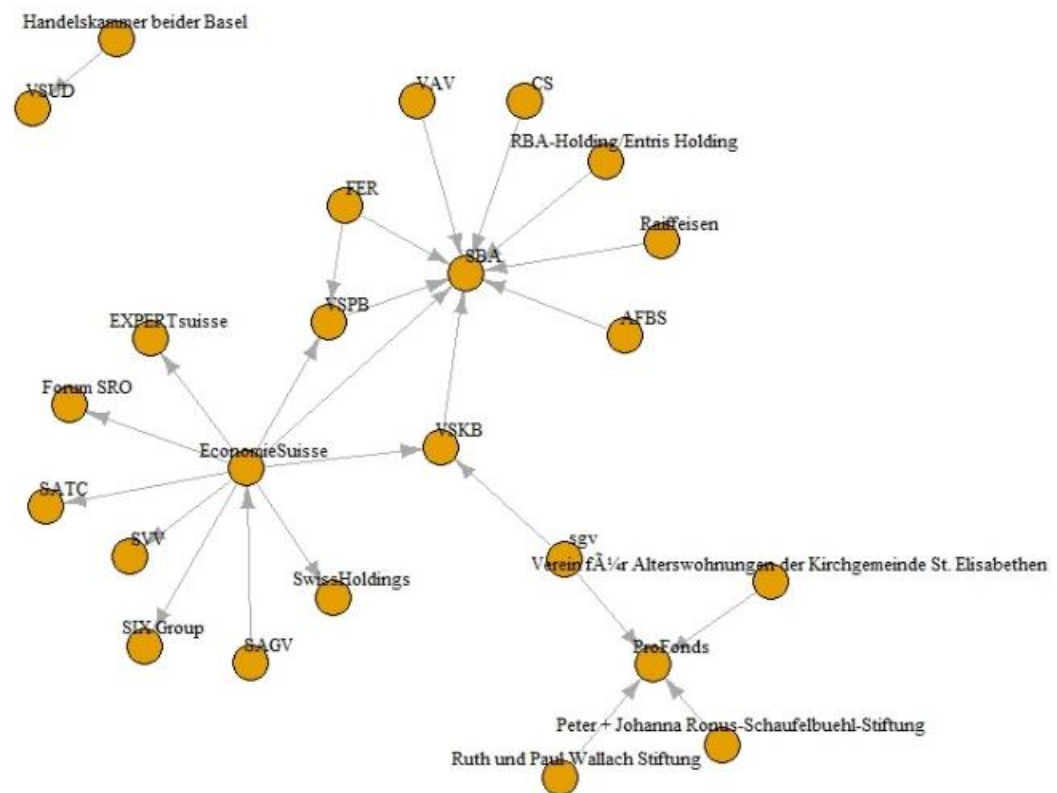 Handelskammer beider Basel
VSUD
VAV
CS
RBA-Holding/Entris Holding
FER
Raiffeisen
SBA
VSPB
EXPERTsuisse
AFBS
Forum SRO
VSKB
EconomieSuisse
SATC
SVV
sgv
Verein fÃ¼r Alterswohnungen der Kirchgemeinde St. Elisabethen
SwissHoldings
SIX Group
SAGV
ProFonds
Peter + Johanna Ronus-Schaufelbuehl-Stiftung
Ruth und Paul Wallach Stiftung